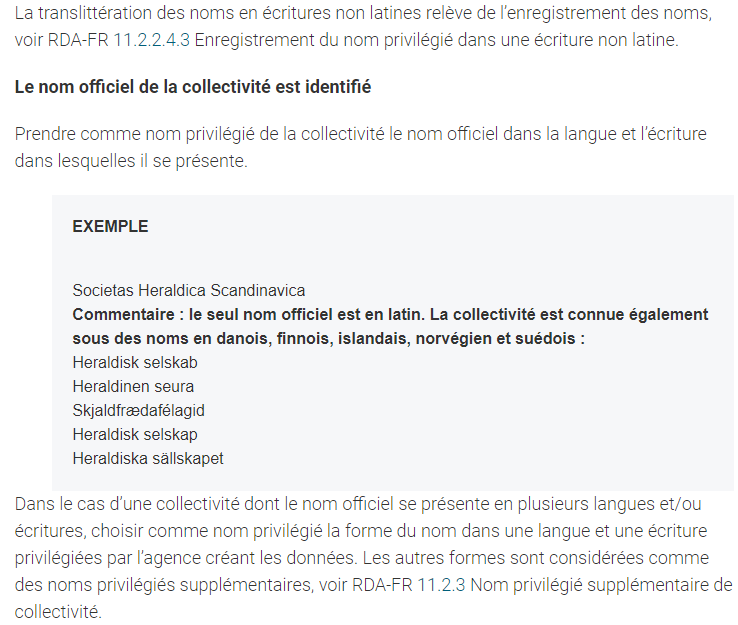 La translittération des noms en écritures non latines relève de l’enregistrement des noms,
voir RDA-FR 11.2.2.4.3 Enregistrement du nom privilégié dans une écriture non latine.
Le nom officiel de la collectivité est identifié
Prendre comme nom privilégié de la collectivité le nom officiel dans la langue et l’écriture
dans lesquelles il se présente.
EXEMPLE
Societas Heraldica Scandinavica
Commentaire : le seul nom officiel est en latin. La collectivité est connue également
sous des noms en danois, finnois, islandais, norvégien et suédois :
Heraldisk selskab
Heraldinen seura
Skjaldfrædafélagid
Heraldisk selskap
Heraldiska sällskapet
Dans le cas d’une collectivité dont le nom officiel se présente en plusieurs langues et/ou
écritures, choisir comme nom privilégié la forme du nom dans une langue et une écriture
privilégiées par l’agence créant les données. Les autres formes sont considérées comme
des noms privilégiés supplémentaires, voir RDA-FR 11.2.3 Nom privilégié supplémentaire de
collectivité.